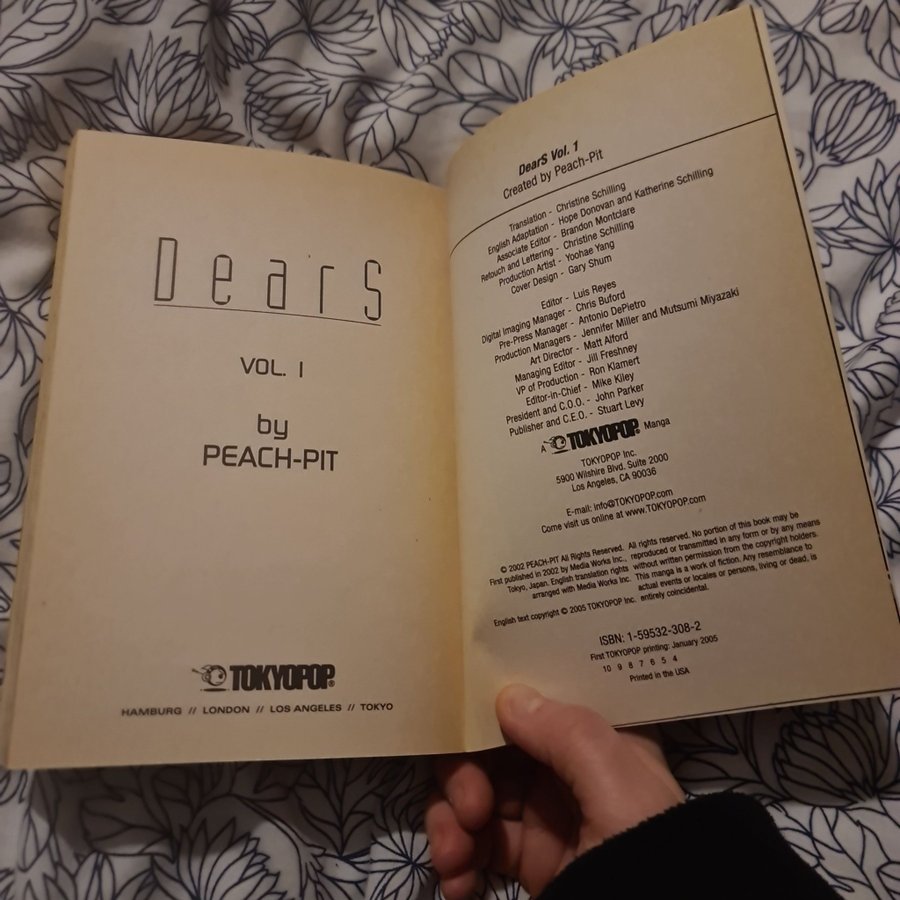 DearS
VOL. 1
by
PEACH-PIT
TOKYOPOP®
HAMBURG // LONDON // LOS ANGELES // TOKYO
DearS Vol. 1
Created by Peach-Pit
Translation - Christine Schilling
English Adaptation - Hope Donovan and Katherine Schilling
Associate Editor - Brandon Montclare
Retouch and Lettering - Christine Schilling
Production Artist - Yoohae Yang
Cover Design - Gary Shum
Editor - Luis Reyes
Digital Imaging Manager - Chris Buford
Pre-Press Manager - Antonio DePietro
Production Managers - Jennifer Miller and Mutsumi Miyazaki
Art Director - Matt Alford
Managing Editor - Jill Freshney
VP of Production - Ron Klamert
Editor-in-Chief - Mike Kiley
President and C.O.O. - John Parker
Publisher and C.E.O. - Stuart Levy
A TOKYOPOP® Manga
TOKYOPOP Inc.
5900 Wilshire Blvd. Suite 2000
Los Angeles, CA 90036
E-mail: info@TOKYOPOP.com
Come visit us online at www.TOKYOPOP.com
© 2002 PEACH-PIT All Rights Reserved.
First published in 2002 by Media Works Inc.,
Tokyo, Japan. English translation rights
arranged with Media Works Inc.
English text copyright © 2005 TOKYOPOP Inc.
All rights reserved. No portion of this book may be
reproduced or transmitted in any form or by any means
without written permission from the copyright holders.
This manga is a work of fiction. Any resemblance to
actual events or locales or persons, living or dead, is
entirely coincidental.
ISBN: 1-59532-308-2
First TOKYOPOP printing: January 2005
10 9 8 7 6 5 4
Printed in the USA